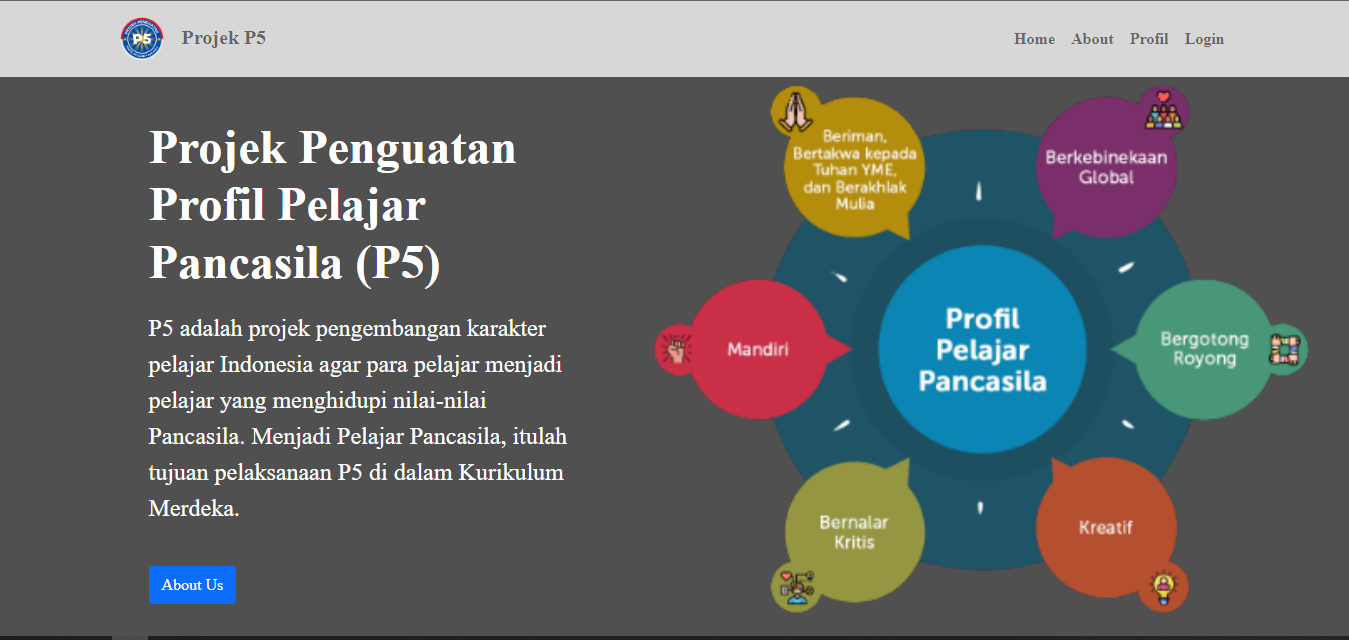 P5
Projek P5
Home
About
Profil
Login
Projek Penguatan
Profil Pelajar
Pancasila (P5)
P5 adalah projek pengembangan karakter
pelajar Indonesia agar para pelajar menjadi
pelajar yang menghidupi nilai-nilai
Pancasila. Menjadi Pelajar Pancasila, itulah
tujuan pelaksanaan P5 di dalam Kurikulum
Merdeka.
About Us
Beriman,
Bertakwa kepada
Tuhan YME,
dan Berakhlak
Mulia
Berkebinekaan
Global
Mandiri
Profil
Pelajar
Pancasila
Bergotong
Royong
Bernalar
Kritis
Kreatif